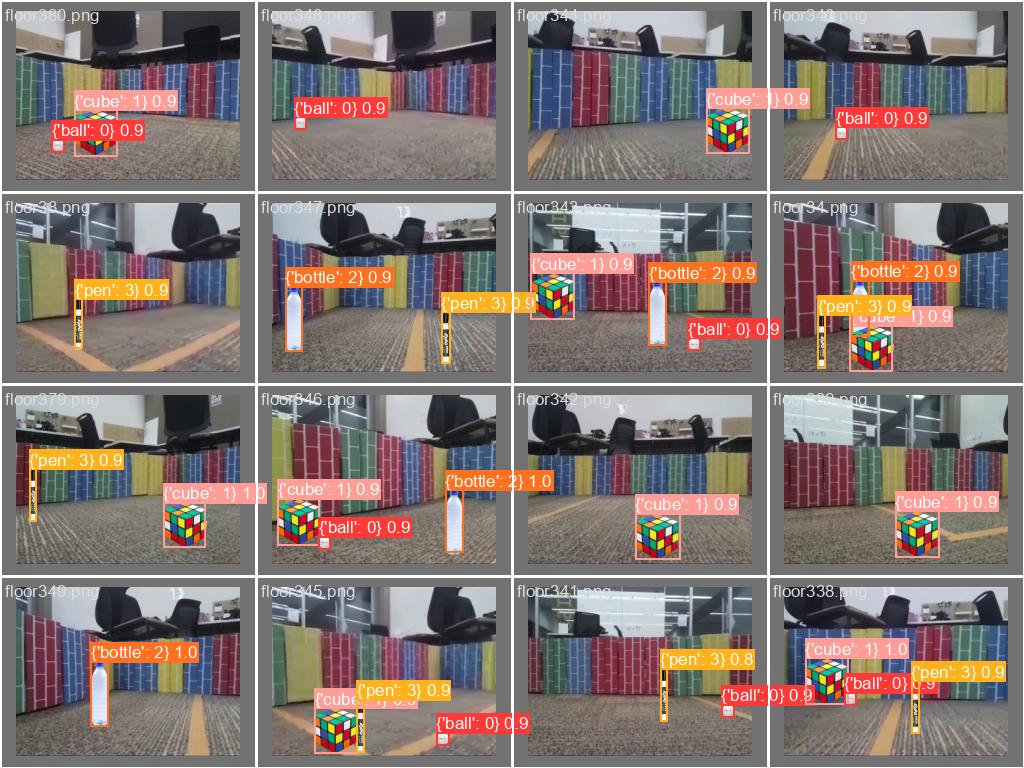 floor380.png
{'cube': 1} 0.9
{'ball': 0} 0.9
floor348.png
{'ball': 0} 0.9
floor344.png
{'cube': 1} 0.9
{'ball': 0} 0.9
floor38.png
{'pen': 3} 0.9
floor347.png
{'bottle': 2} 0.9
{'pen': 3} 0.9
floor343.png
{'cube': 1} 0.9
{'bottle': 2} 0.9
{'ball': 0} 0.9
floor34.png
{'bottle': 2} 0.9
{'pen': 3} 0.9
1} 0.9
floor379.png
{'pen': 3} 0.9
{'cube': 1} 1.0
floor346.png
{'cube': 1} 0.9
{'ball': 0} 0.9
{'bottle': 2} 1.0
floor342.png
{'cube': 1} 0.9
{'cube': 1} 0.9
floor349.png
{'bottle': 2} 1.0
floor345.png
{'pen': 3} 0.9
{'ball': 0} 0.9
floor341.png
{'pen': 3} 0.8
{'ball': 0} 0.9
floor338.png
{'cube': 1} 1.0
{'ball': 0}
{'pen': 3} 0.9